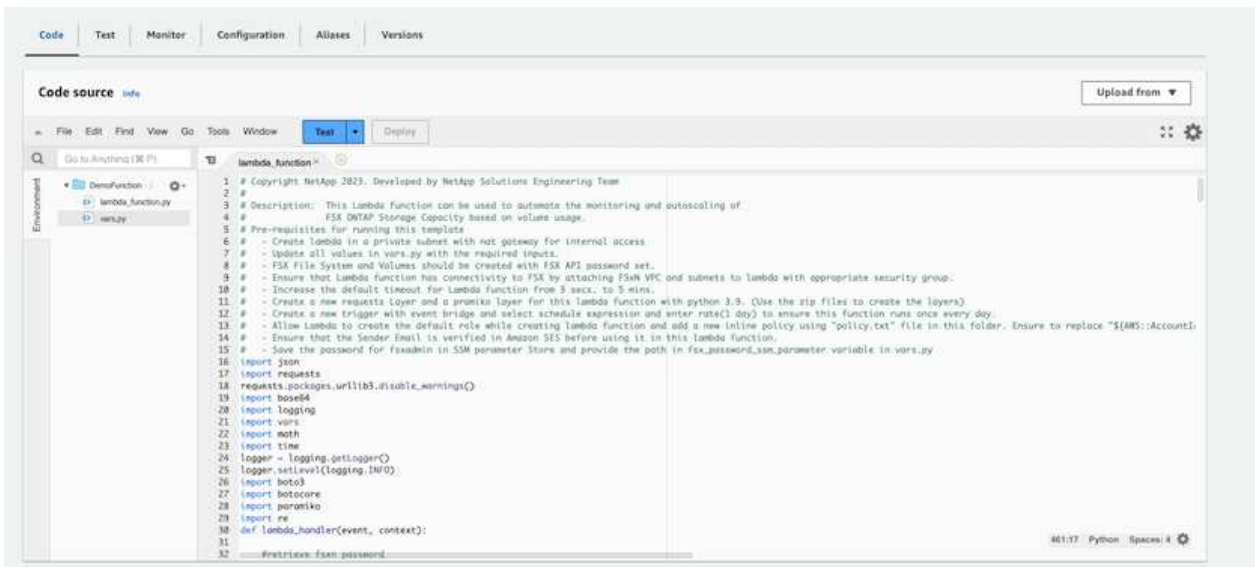 Code Test Monitor Configuration Aliases Versions
Code source Info
Upload from ▼
File Edit Find View Go Tools Window Test Deploy
Go to Anything (⌘ P)
lambda_function ×
Environment
DemoFunction
lambda_function.py
vars.py
1 # Copyright NetApp 2023. Developed by NetApp Solutions Engineering Team
2 #
3 # Description: This Lambda function can be used to automate the monitoring and autoscaling of
4 # FSX ONTAP Storage Capacity based on volume usage.
5 # Pre-requisites for running this template
6 # - Create lambda in a private subnet with nat gateway for internal access
7 # - Update all values in vars.py with the required inputs.
8 # - FSX File System and Volumes should be created with FSX API password set.
9 # - Ensure that Lambda function has connectivity to FSX by attaching FSxN VPC and subnets to lambda with appropriate security group.
10 # - Increase the default timeout for Lambda function from 3 secs. to 5 mins.
11 # - Create a new requests Layer and a pramiko layer for this lambda function with python 3.9. (Use the zip files to create the layers)
12 # - Create a new trigger with event bridge and select schedule expression and enter rate(1 day) to ensure this function runs once every day.
13 # - Allow Lambda to create the default role while creating lambda function and add a new inline policy using "policy.txt" file in this folder. Ensure to replace "${AWS::AccountI
14 # - Ensure that the Sender Email is verified in Amazon SES before using it in this lambda function.
15 # - Save the password for fsxadmin in SSM parameter Store and provide the path in fsx_password_ssm_parameter variable in vars.py
16 import json
17 import requests
18 requests.packages.urllib3.disable_warnings()
19 import base64
20 import logging
21 import vars
22 import math
23 import time
24 logger = logging.getLogger()
25 logger.setLevel(logging.INFO)
26 import boto3
27 import botocore
28 import paramiko
29 import re
30 def lambda_handler(event, context):
31
32 #retrieve fsxn password
461:17 Python Spaces: 4